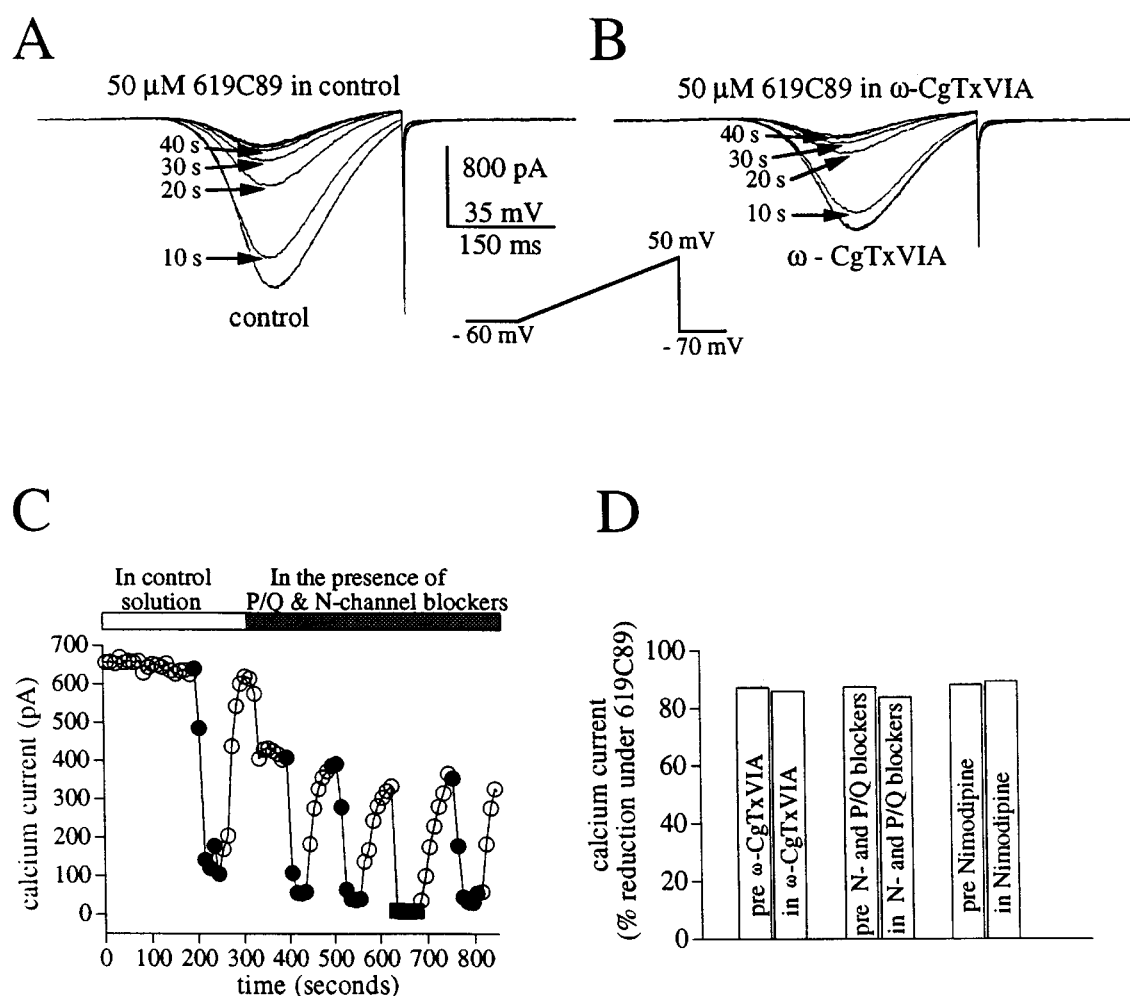 A
50 µM 619C89 in control
40 s
30 s
20 s
10 s
control
800 pA
35 mV
150 ms
B
50 µM 619C89 in ω-CgTxVIA
40 s
30 s
20 s
10 s
ω - CgTxVIA
50 mV
- 60 mV
- 70 mV
C
In control
solution
In the presence of
P/Q & N-channel blockers
calcium current (pA)
700
600
500
400
300
200
100
0
0 100 200 300 400 500 600 700 800
time (seconds)
D
calcium current
(% reduction under 619C89)
100
80
60
40
20
0
pre ω-CgTxVIA
in ω-CgTxVIA
pre N- and P/Q blockers
in N- and P/Q blockers
pre Nimodipine
in Nimodipine